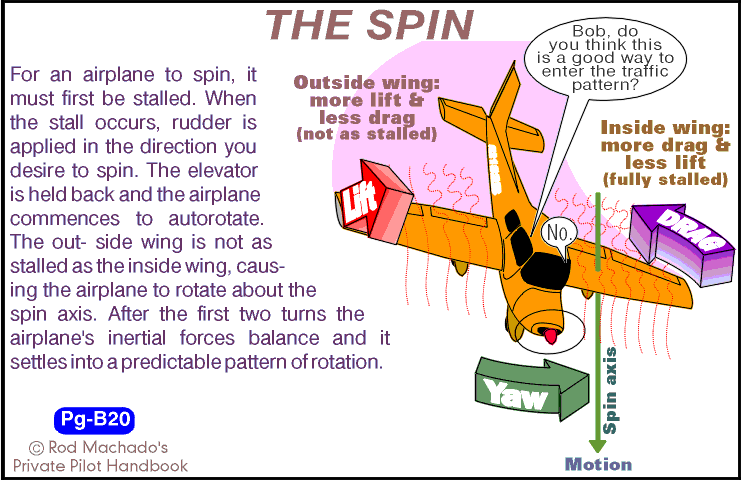 THE SPIN
For an airplane to spin, it
must first be stalled. When
the stall occurs, rudder is
applied in the direction you
desire to spin. The elevator
is held back and the airplane
commences to autorotate.
The out- side wing is not as
stalled as the inside wing, caus-
ing the airplane to rotate about the
spin axis. After the first two turns the
airplane's inertial forces balance and it
settles into a predictable pattern of rotation.
Pg-B20
© Rod Machado's
Private Pilot Handbook
Outside wing:
more lift &
less drag
(not as stalled)
Bob, do
you think this
is a good way to
enter the traffic
pattern?
Inside wing:
more drag &
less lift
(fully stalled)
Lift
No.
DRAG
Yaw
Spin axis
Motion